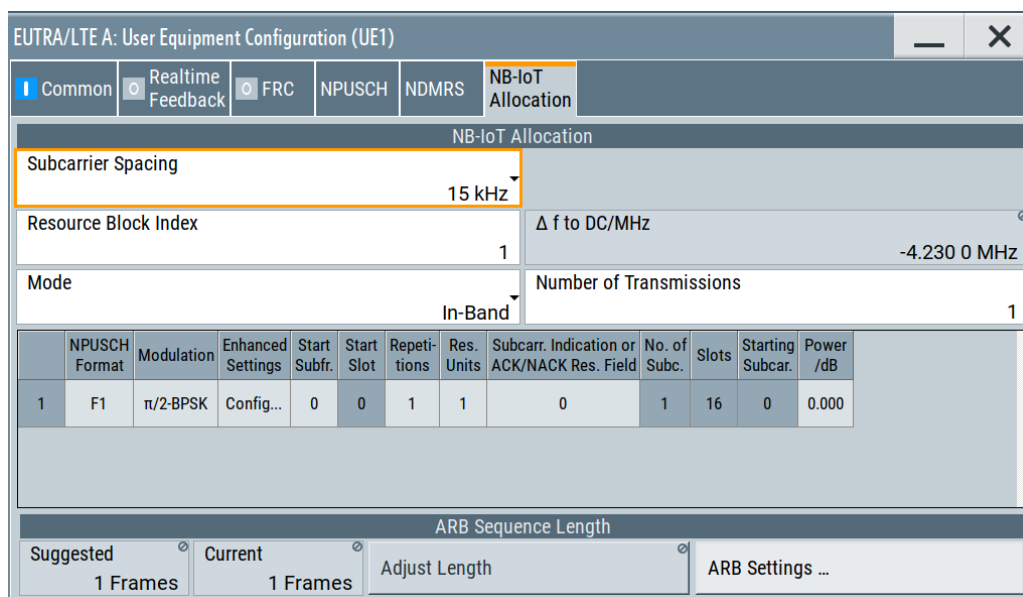 EUTRA/LTE A: User Equipment Configuration (UE1)
Common
Realtime
Feedback
FRC
NPUSCH
NDMRS
NB-IoT
Allocation
NB-IoT Allocation
Subcarrier Spacing
15 kHz
Resource Block Index
1
Δ f to DC/MHz
-4.230 0 MHz
Mode
In-Band
Number of Transmissions
1
NPUSCH Format Modulation Enhanced Settings Start Subfr. Start Slot Repeti-tions Res. Units Subcarr. Indication or ACK/NACK Res. Field No. of Subc. Slots Starting Subcar. Power /dB
1 F1 π/2-BPSK Config... 0 0 1 1 0 1 16 0 0.000
ARB Sequence Length
Suggested
1 Frames
Current
1 Frames
Adjust Length
ARB Settings ...